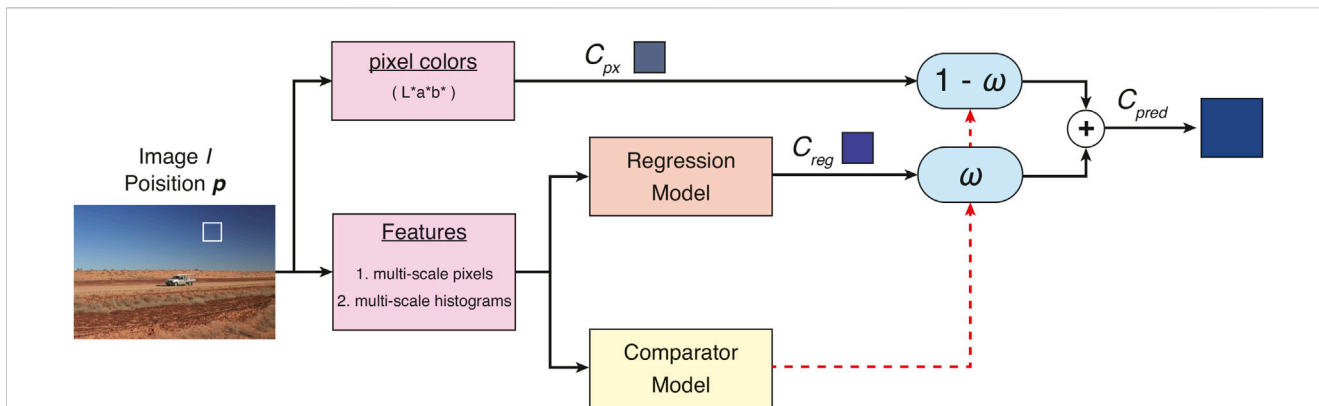 Image I
Poisition p
pixel colors
( L*a*b* )
Features
1. multi-scale pixels
2. multi-scale histograms
C_px
Regression
Model
C_reg
Comparator
Model
1 - ω
ω
+
C_pred